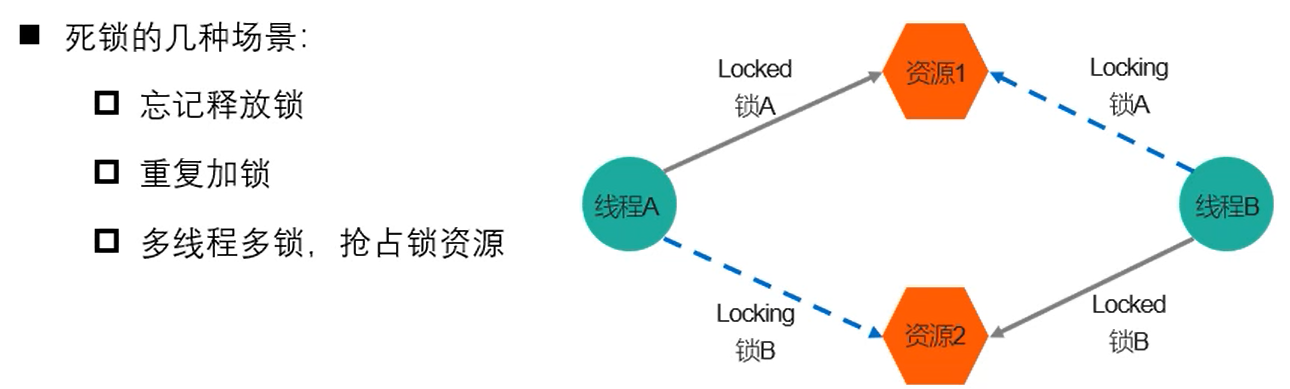 死锁的几种场景：
忘记释放锁
重复加锁
多线程多锁，抢占锁资源
Locked
锁A
资源1
Locking
锁A
线程A
线程B
Locking
锁B
资源2
Locked
锁B